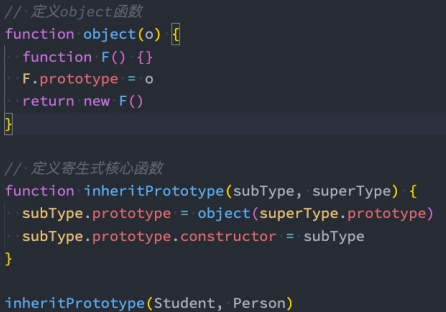 // 定义object函数
function object(o) {
  function F() {}
  F.prototype = o
  return new F()
}
// 定义寄生式核心函数
function inheritPrototype(subType, superType) {
  subType.prototype = object(superType.prototype)
  subType.prototype.constructor = subType
}
inheritPrototype(Student, Person)